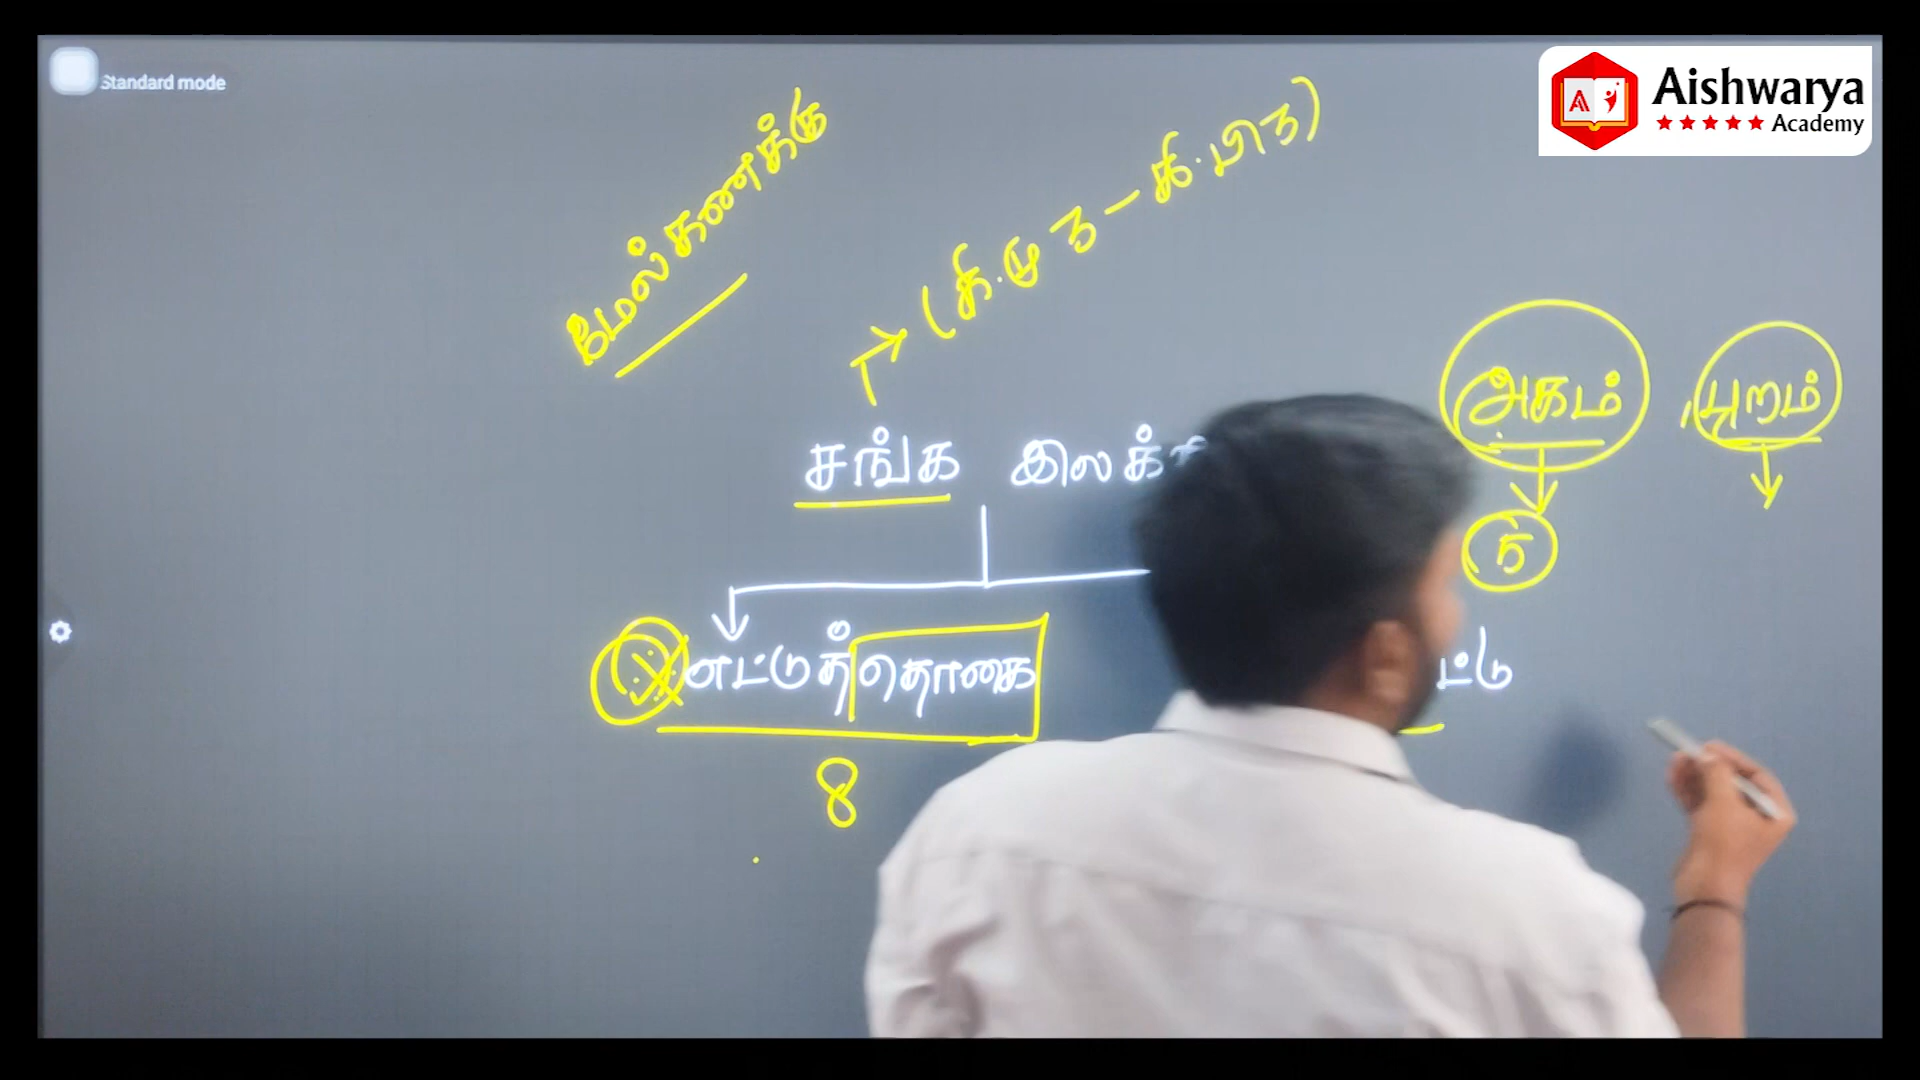 Standard mode
Aishwarya
Academy
மேல்கணக்கு
(கி.மு 3 – கி.பி 3)
அகம்
புறம்
சங்க இலக்
5
எட்டுத்தொகை
ட்டு
8